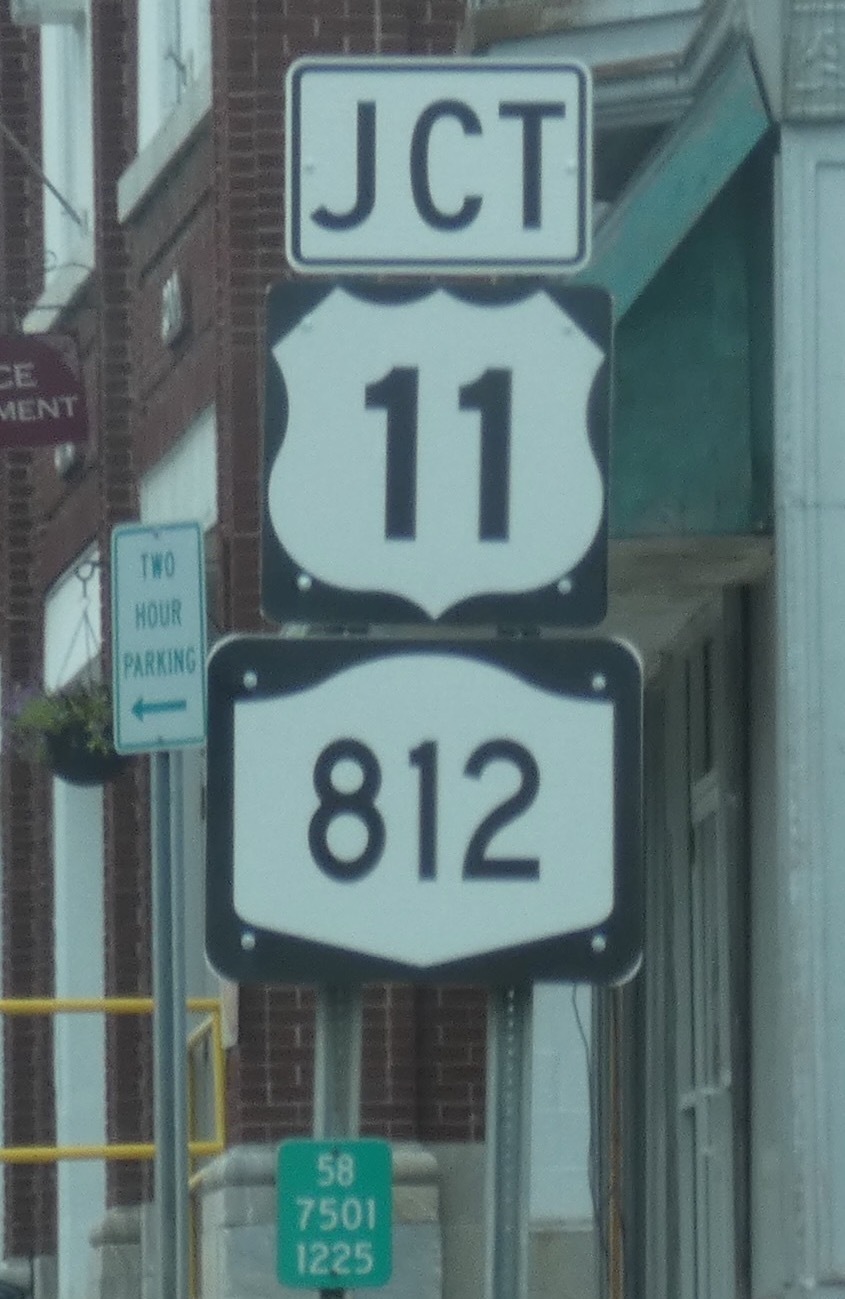 JCT
11
CE
MENT
TWO
HOUR
PARKING
812
58
7501
1225